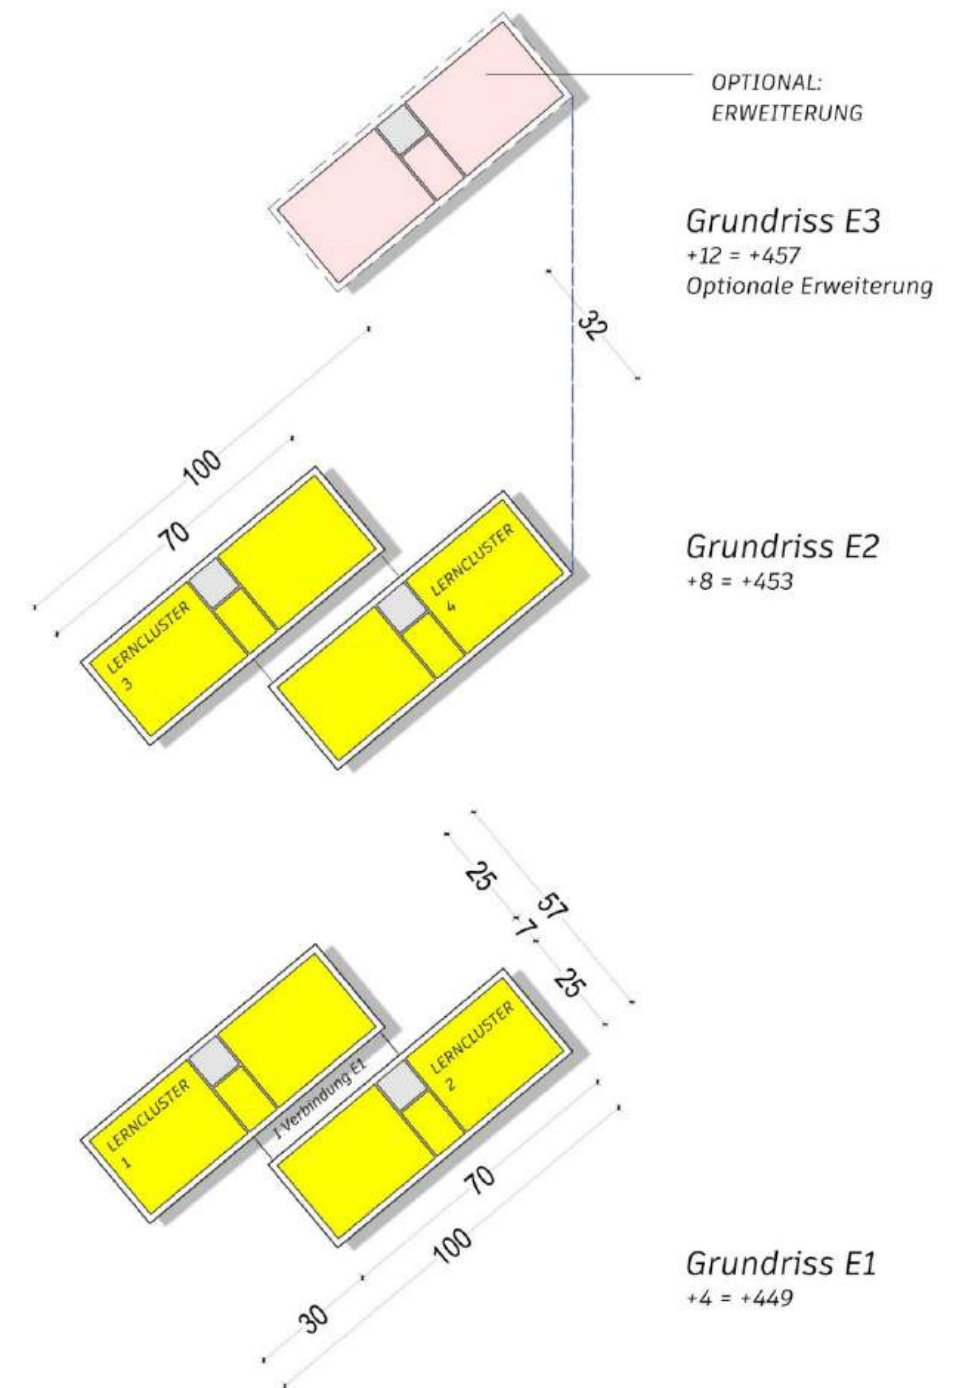 OPTIONAL:
ERWEITERUNG
Grundriss E3
+12 = +457
Optionale Erweiterung
32
100
70
LERNCLUSTER
3
LERNCLUSTER
4
Grundriss E2
+8 = +453
25
57
7
25
LERNCLUSTER
1
1 Verbindung E1
LERNCLUSTER
2
70
100
30
Grundriss E1
+4 = +449